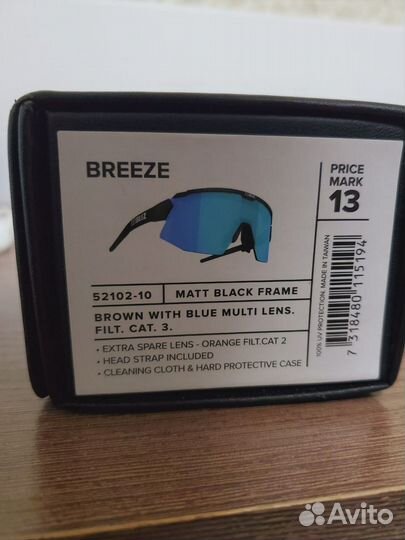 BREEZE
PRICE
MARK
13
BLIZ
52102-10
MATT BLACK FRAME
BROWN WITH BLUE MULTI LENS.
FILT. CAT. 3.
• EXTRA SPARE LENS - ORANGE FILT.CAT 2
• HEAD STRAP INCLUDED
• CLEANING CLOTH & HARD PROTECTIVE CASE
100% UV PROTECTION. MADE IN TAIWAN
7 318480 115194
Avito